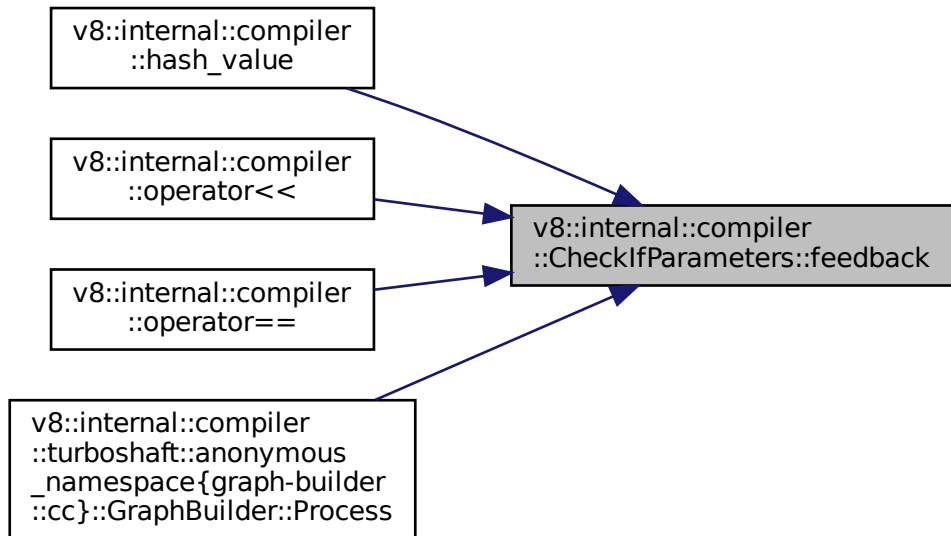 v8::internal::compiler
::hash_value
v8::internal::compiler
::operator<<
v8::internal::compiler
::CheckIfParameters::feedback
v8::internal::compiler
::operator==
v8::internal::compiler
::turboshaft::anonymous
_namespace{graph-builder
::cc}::GraphBuilder::Process